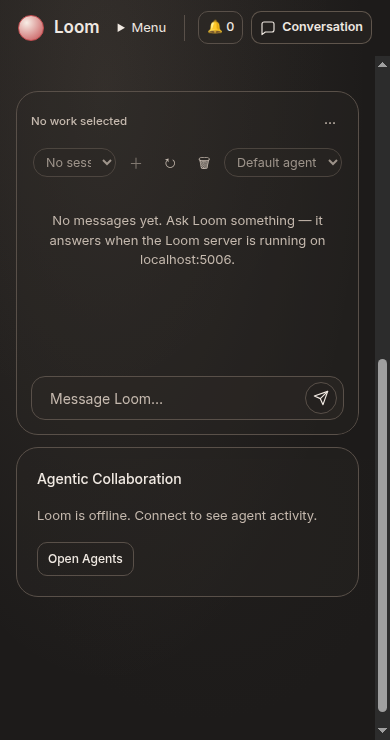 Loom
Menu
0
Conversation
No work selected
...
No sess
Default agent
No messages yet. Ask Loom something — it
answers when the Loom server is running on
localhost:5006.
Message Loom...
Agentic Collaboration
Loom is offline. Connect to see agent activity.
Open Agents